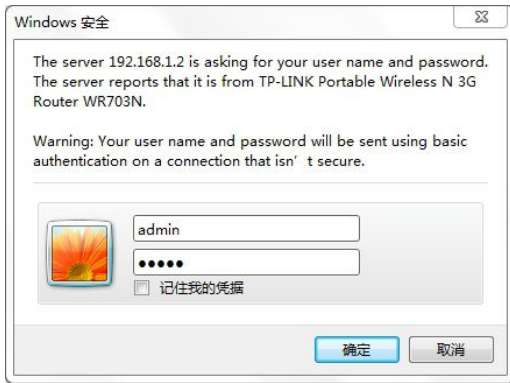 Windows 安全
The server 192.168.1.2 is asking for your user name and password.
The server reports that it is from TP-LINK Portable Wireless N 3G
Router WR703N.
Warning: Your user name and password will be sent using basic
authentication on a connection that isn' t secure.
admin
●●●●●
记住我的凭据
确定
取消